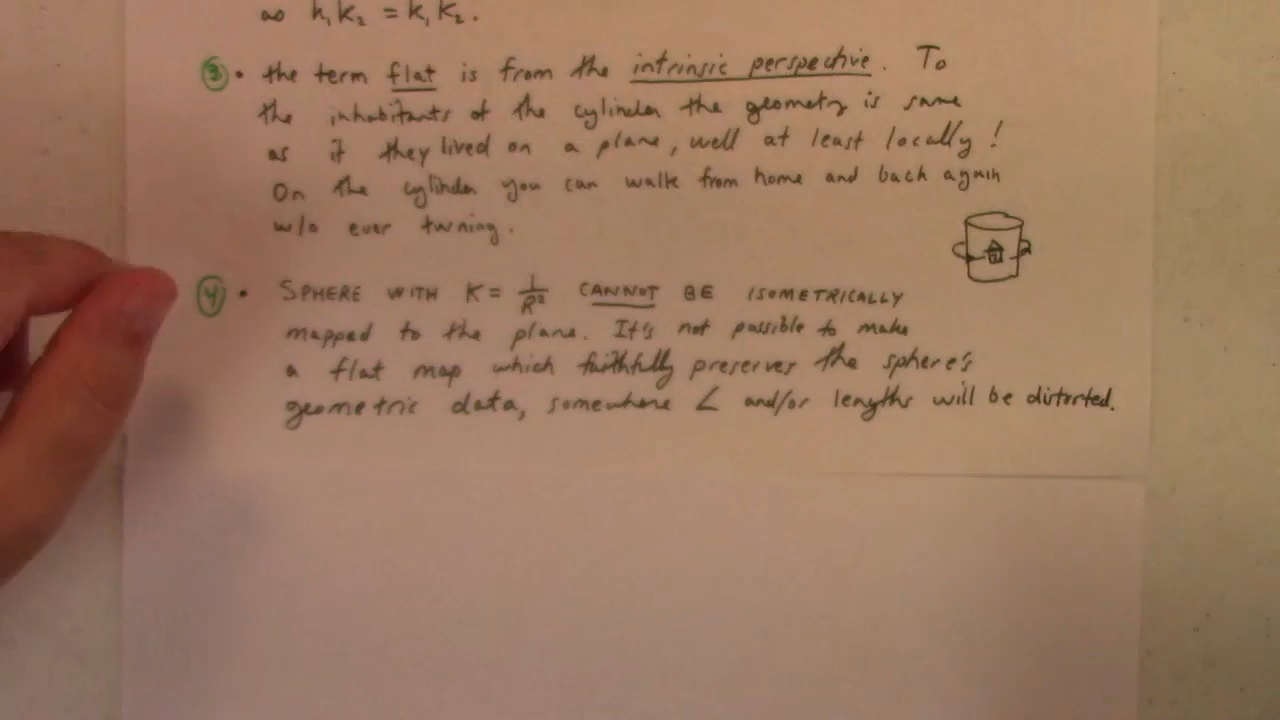 as k₁k₂ = k₁k₂.
③ • the term flat is from the intrinsic perspective. To
the inhabitants of the cylinder the geometry is same
as if they lived on a plane, well at least locally!
On the cylinder you can walk from home and back again
w/o ever turning.
④ • SPHERE WITH K = 1/R² CANNOT BE ISOMETRICALLY
mapped to the plane. It's not possible to make
a flat map which faithfully preserves the sphere's
geometric data, somewhere ∠ and/or lengths will be distorted.